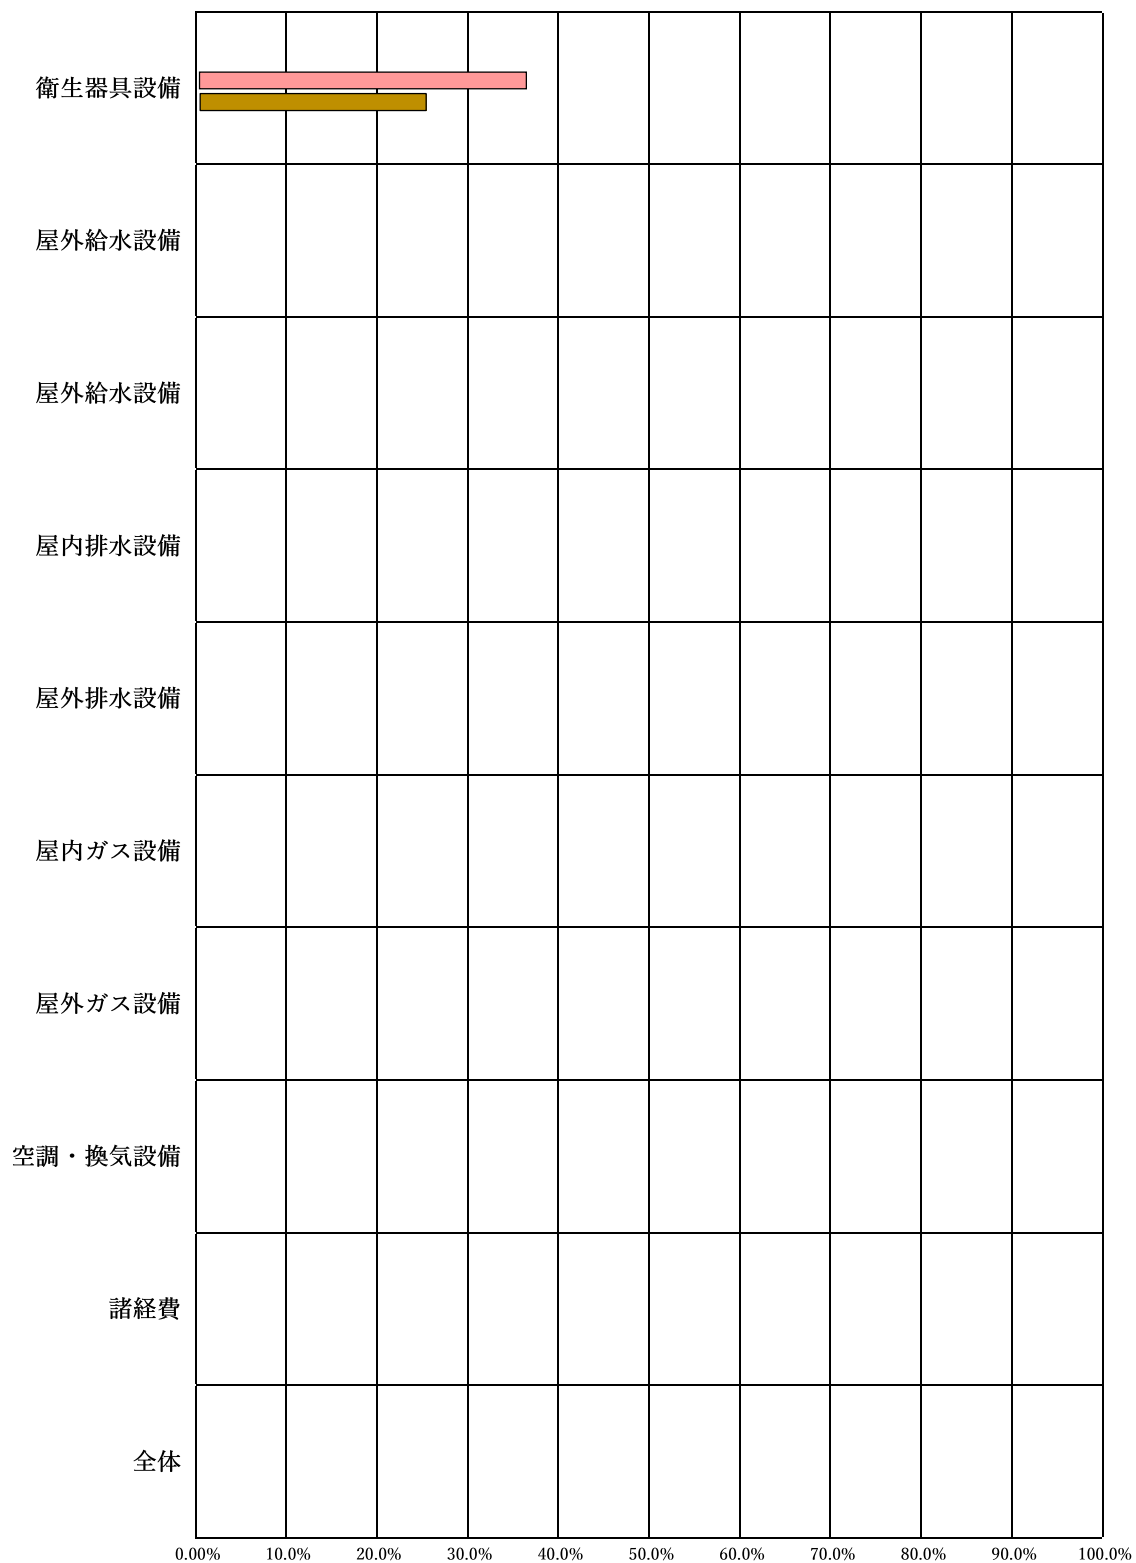 衛生器具設備
屋外給水設備
屋外給水設備
屋内排水設備
屋外排水設備
屋内ガス設備
屋外ガス設備
空調・換気設備
諸経費
全体
0.00% 10.0% 20.0% 30.0% 40.0% 50.0% 60.0% 70.0% 80.0% 90.0% 100.0%